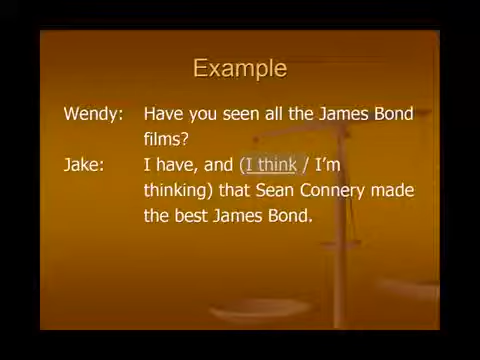 Example
Wendy: Have you seen all the James Bond
films?
Jake: I have, and (I think / I’m
thinking) that Sean Connery made
the best James Bond.